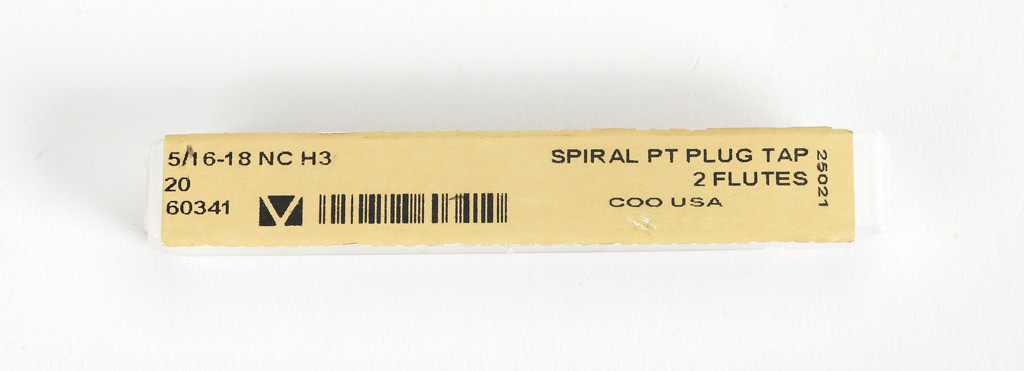 5/16-18 NC H3
20
60341
SPIRAL PT PLUG TAP
2 FLUTES
COO USA
25021